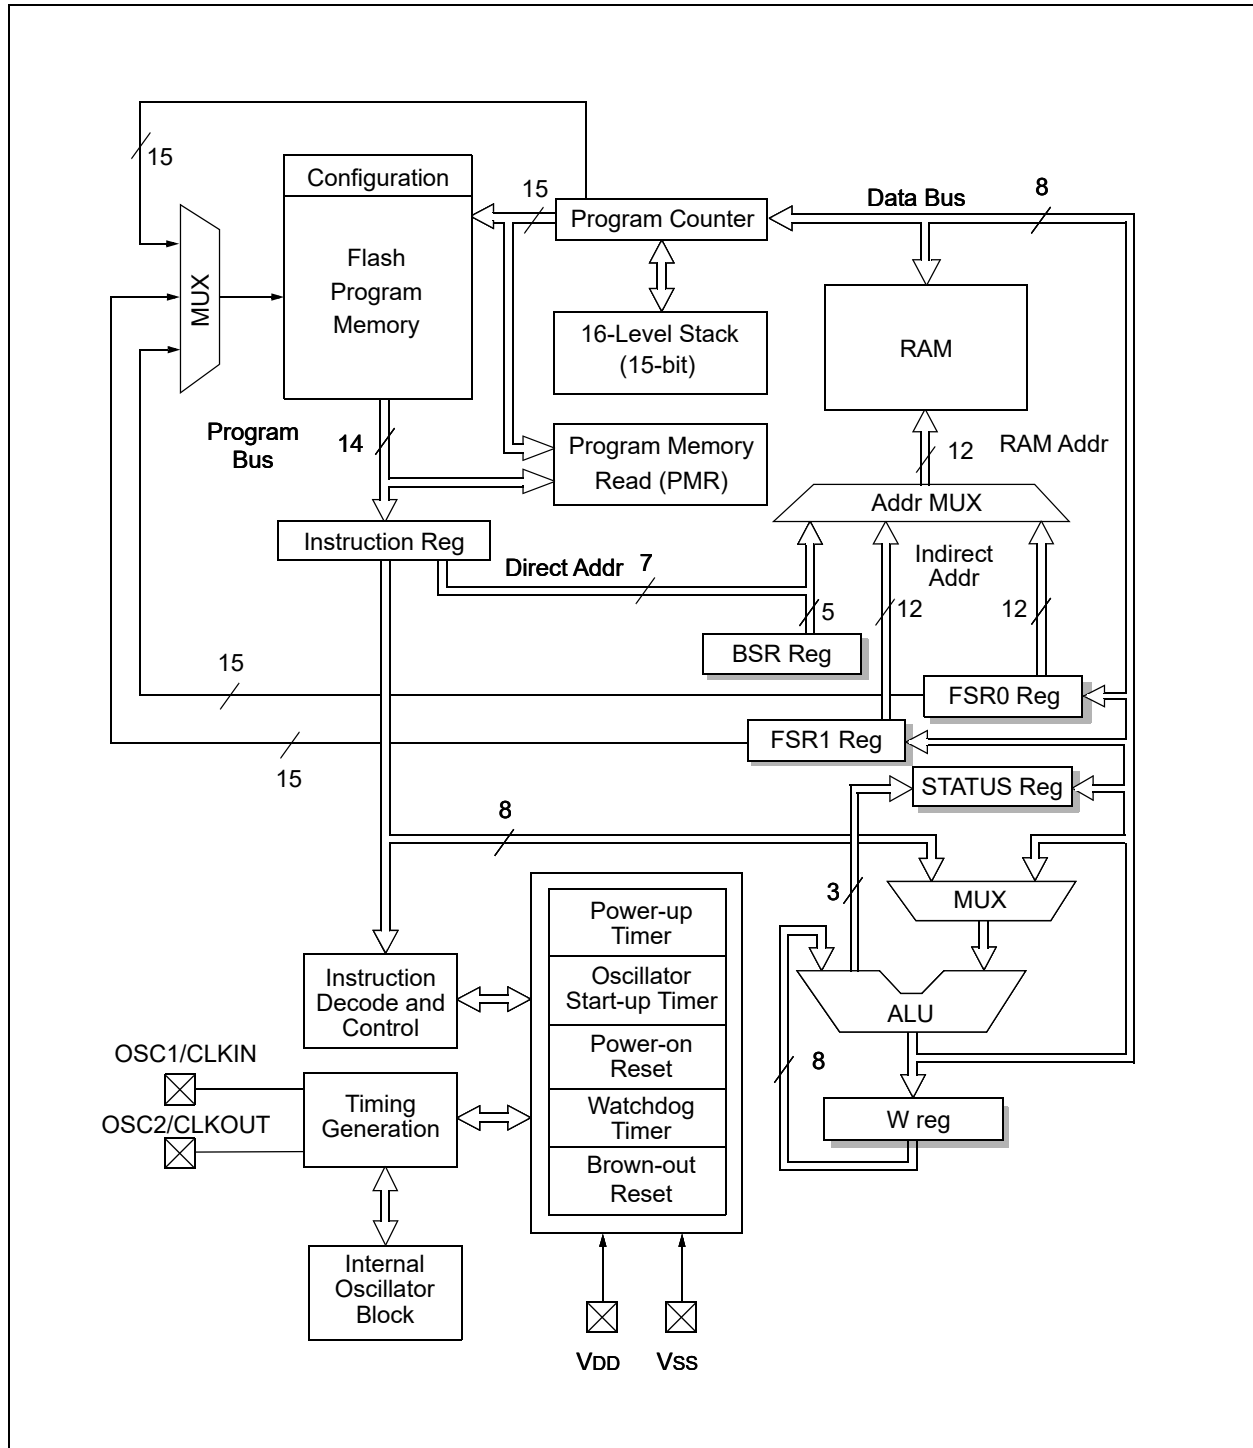 15
Configuration
15
Program Counter
Data Bus
8
Flash
Program
Memory
MUX
16-Level Stack
(15-bit)
RAM
Program
Bus
14
Program Memory
Read (PMR)
12
RAM Addr
Addr MUX
Instruction Reg
Direct Addr
7
Indirect
Addr
5
12
12
BSR Reg
15
FSR0 Reg
FSR1 Reg
15
STATUS Reg
8
3
MUX
Power-up
Timer
Oscillator
Start-up Timer
Instruction
Decode and
Control
ALU
Power-on
Reset
8
OSC1/CLKIN
Timing
Generation
Watchdog
Timer
W reg
OSC2/CLKOUT
Brown-out
Reset
Internal
Oscillator
Block
VDD
VSS